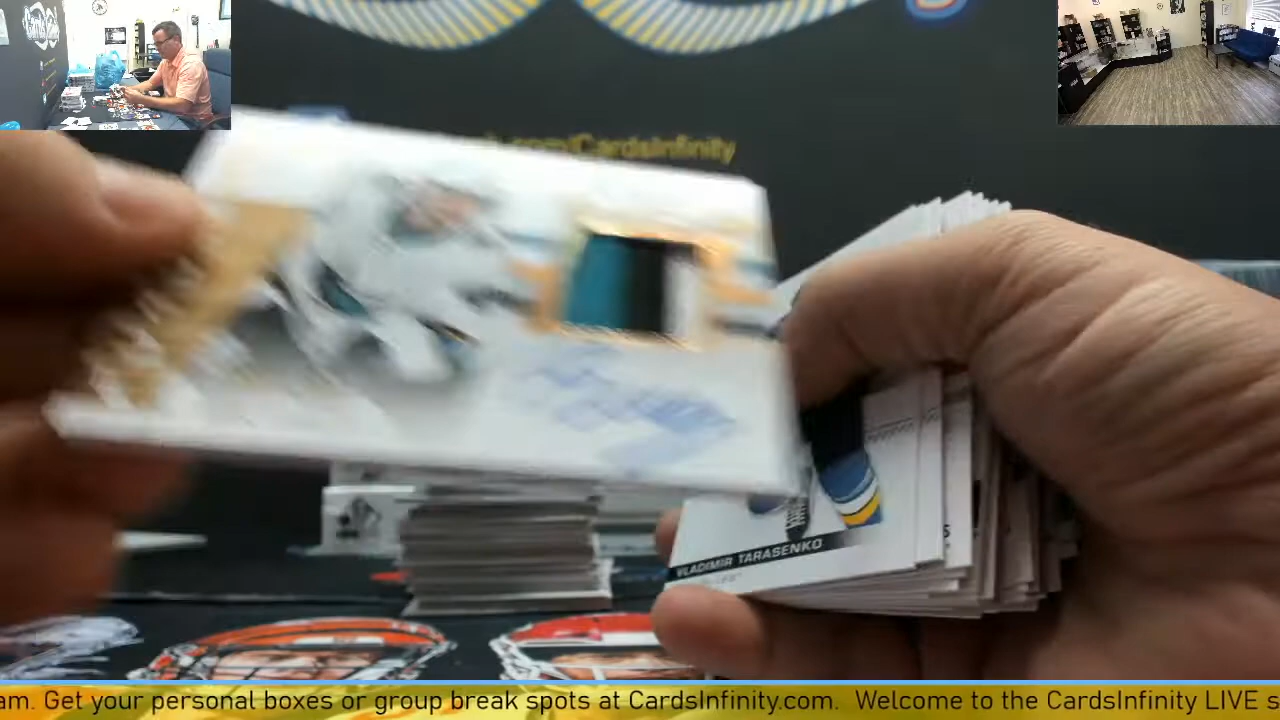 Cards
/CardsInfinity
VLADIMIR TARASENKO
am. Get your personal boxes or group break spots at CardsInfinity.com. Welcome to the CardsInfinity LIVE s